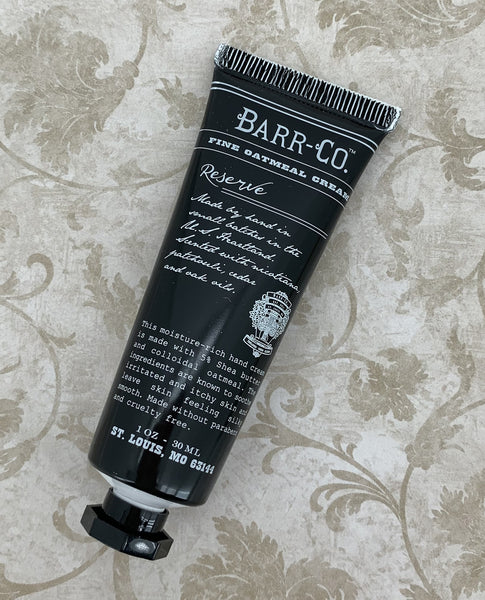 BARR-CO.™
FINE OATMEAL CREAM
Reserve
Made by hand in
small batches in the
U.S. Heartland.
Scented with nicotiana,
patchouli, cedar
and oak oils.
This moisture-rich hand cream
is made with 5% Shea butter
and colloidal oatmeal.
ingredients are known to soothe
irritated and itchy skin and
leave skin feeling silky
smooth. Made without parabens
and cruelty free.
1 OZ - 30 ML
ST. LOUIS, MO 63144